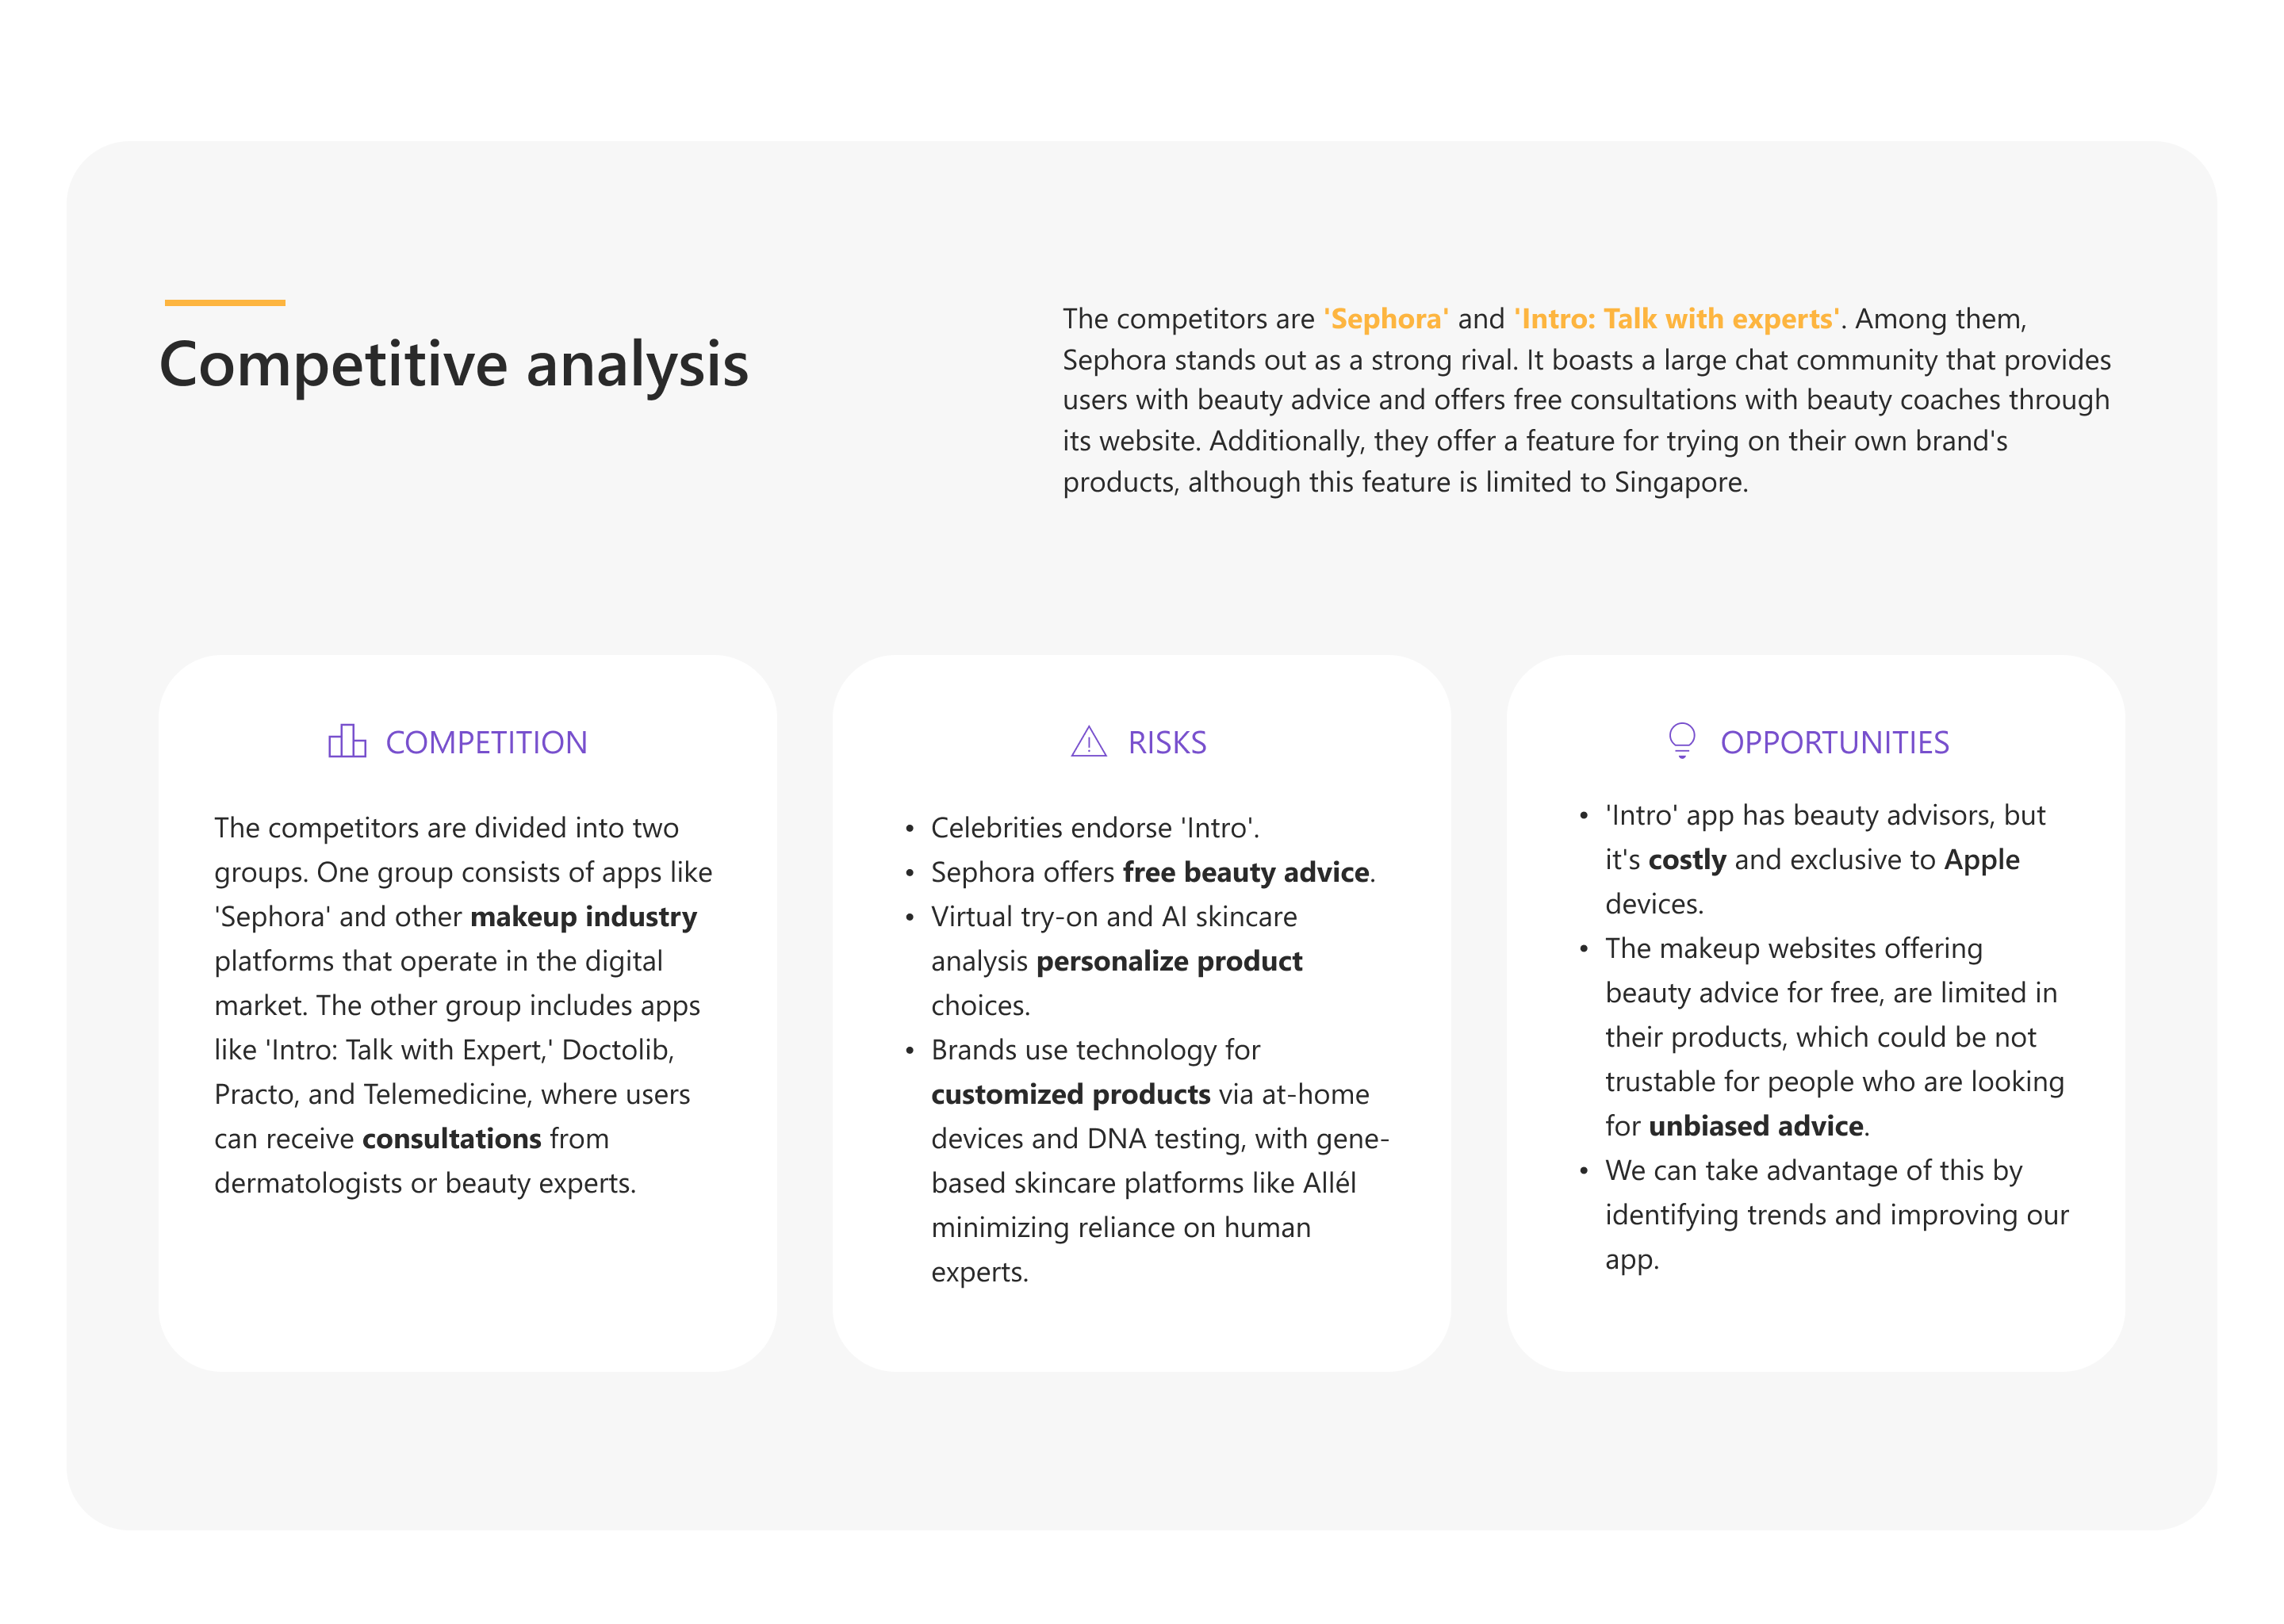 Competitive analysis
The competitors are 'Sephora' and 'Intro: Talk with experts'. Among them,
Sephora stands out as a strong rival. It boasts a large chat community that provides
users with beauty advice and offers free consultations with beauty coaches through
its website. Additionally, they offer a feature for trying on their own brand's
products, although this feature is limited to Singapore.
COMPETITION
The competitors are divided into two
groups. One group consists of apps like
'Sephora' and other makeup industry
platforms that operate in the digital
market. The other group includes apps
like 'Intro: Talk with Expert,' Doctolib,
Practo, and Telemedicine, where users
can receive consultations from
dermatologists or beauty experts.
RISKS
• Celebrities endorse 'Intro'.
• Sephora offers free beauty advice.
• Virtual try-on and AI skincare
analysis personalize product
choices.
• Brands use technology for
customized products via at-home
devices and DNA testing, with gene-
based skincare platforms like Allél
minimizing reliance on human
experts.
OPPORTUNITIES
• 'Intro' app has beauty advisors, but
it's costly and exclusive to Apple
devices.
• The makeup websites offering
beauty advice for free, are limited in
their products, which could be not
trustable for people who are looking
for unbiased advice.
• We can take advantage of this by
identifying trends and improving our
app.